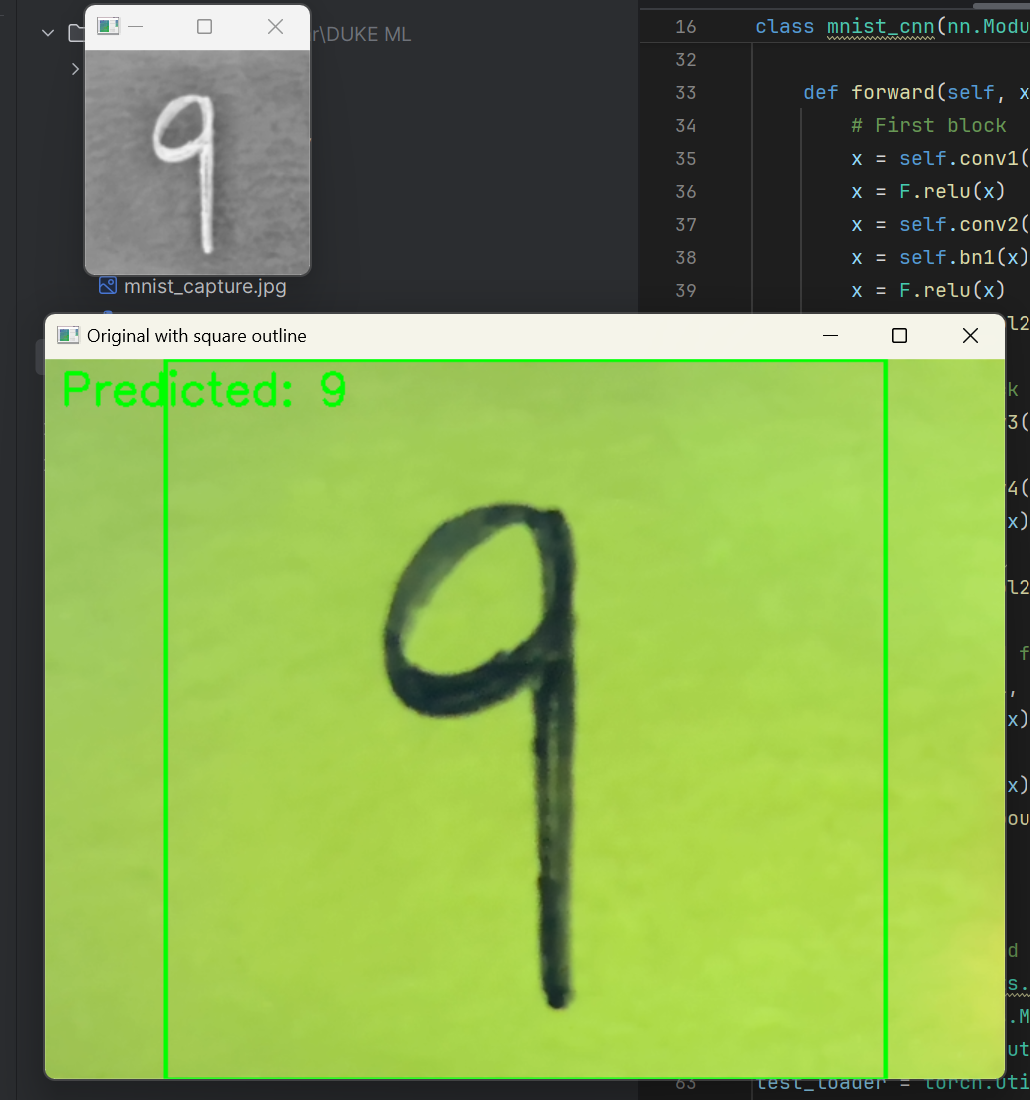 r\DUKE ML
9
mnist_capture.jpg
Original with square outline
Predicted: 9
9
16 class mnist_cnn(nn.Modu
32
33 def forward(self, x
34 # First block
35 x = self.conv1(
36 x = F.relu(x)
37 x = self.conv2(
38 x = self.bn1(x)
39 x = F.relu(x)
l2
k
3(
4(
x)
l2
f
,
x)
x)
ou
d
s.
.M
ut
63 test_loader = torch.uti